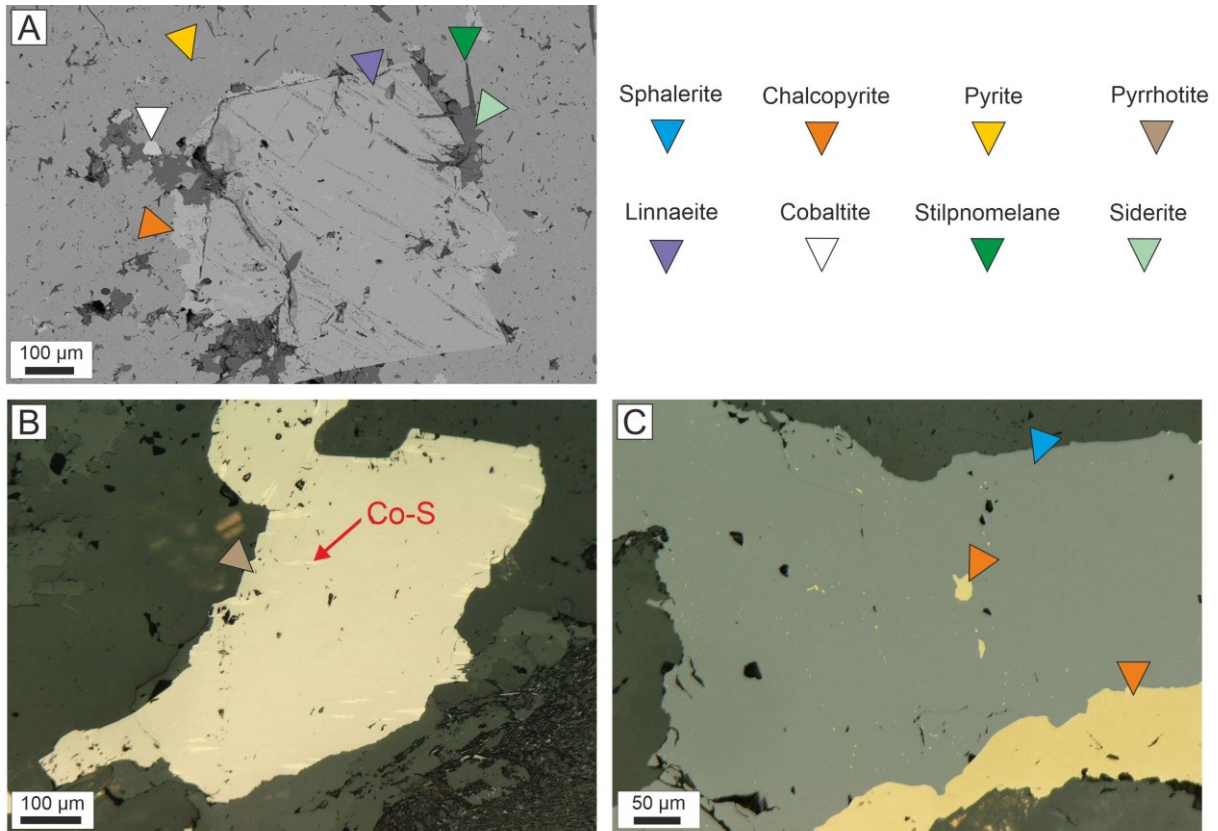 A
100 µm
Sphalerite Chalcopyrite Pyrite Pyrrhotite
Linnaeite Cobaltite Stilpnomelane Siderite
B
Co-S
100 µm
C
50 µm